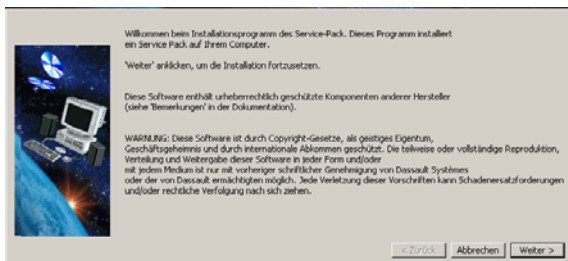 Willkommen beim Installationsprogramm des Service-Pack. Dieses Programm installiert
ein Service Pack auf Ihrem Computer.
'Weiter' anklicken, um die Installation fortzusetzen.
Diese Software enthält urheberrechtlich geschützte Komponenten anderer Hersteller
(siehe 'Bemerkungen' in der Dokumentation).
WARNUNG: Diese Software ist durch Copyright-Gesetze, als geistiges Eigentum,
Geschäftsgeheimnis und durch internationale Abkommen geschützt. Die teilweise oder vollständige Reproduktion,
Verteilung und Weitergabe dieser Software in jeder Form und/oder
mit jedem Medium ist nur mit vorheriger schriftlicher Genehmigung von Dassault Systèmes
oder der von Dassault ermächtigten möglich. Jede Verletzung dieser Vorschriften kann Schadenersatzforderungen
und/oder rechtliche Verfolgung nach sich ziehen.
< Zurück Abbrechen Weiter >